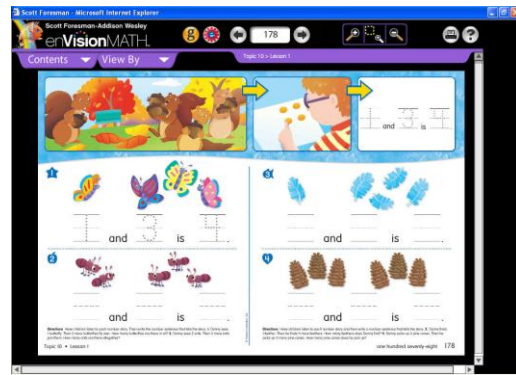 Scott Foresman - Microsoft Internet Explorer
Scott Foresman-Addison Wesley
enVisionMATH
178
Contents
View By
Topic 10 > Lesson 1
1 and 3 is 4
1
1 and 3 is 4.
2
and is .
3
and is .
4
and is .
Topic 10 • Lesson 1
one hundred seventy-eight 178